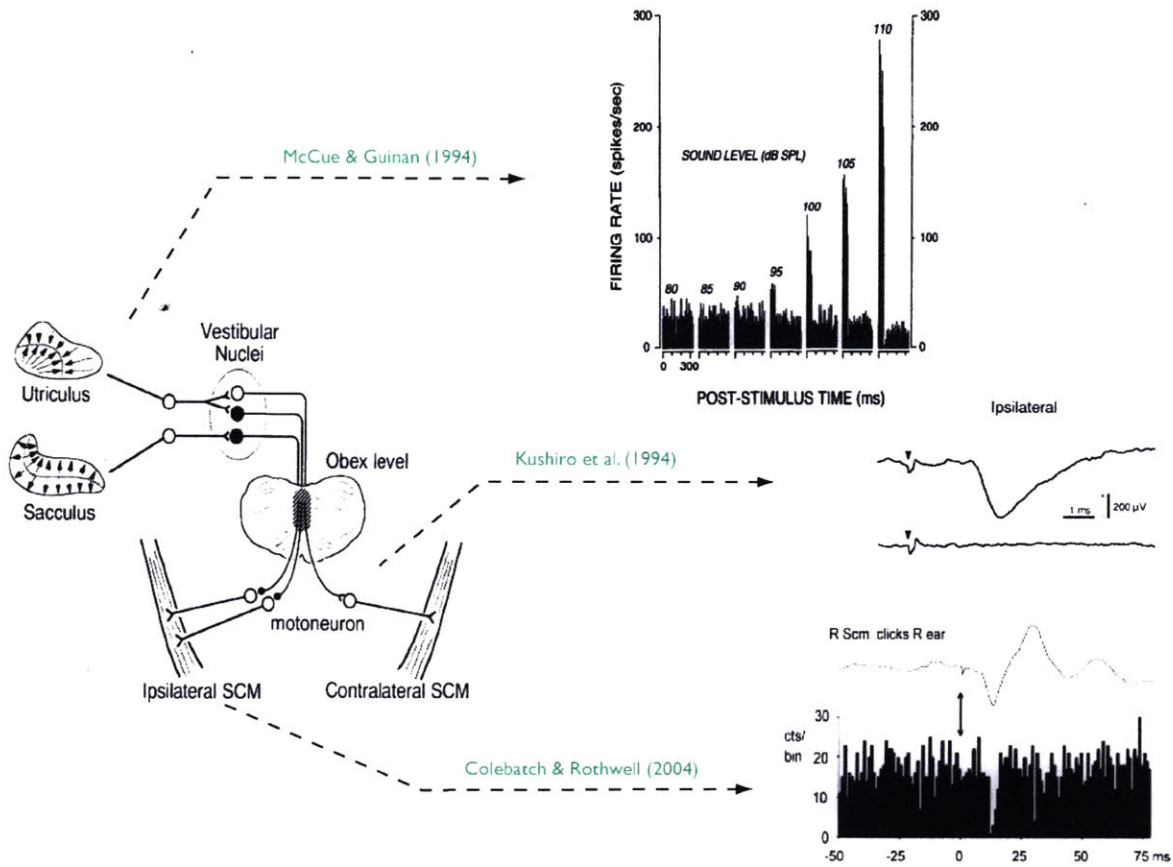 McCue & Guinan (1994)
300
200
100
0
FIRING RATE (spikes/sec)
SOUND LEVEL (dB SPL)
80
85
90
95
100
105
110
300
200
100
0
0 300
POST-STIMULUS TIME (ms)
Utriculus
Sacculus
Vestibular
Nuclei
Obex level
motoneuron
Ipsilateral SCM
Contralateral SCM
Kushiro et al. (1994)
Ipsilateral
1 ms
200 µV
Colebatch & Rothwell (2004)
R Scm clicks R ear
30
cts/
bin
20
10
0
-50 -25 0 25 50 75 ms